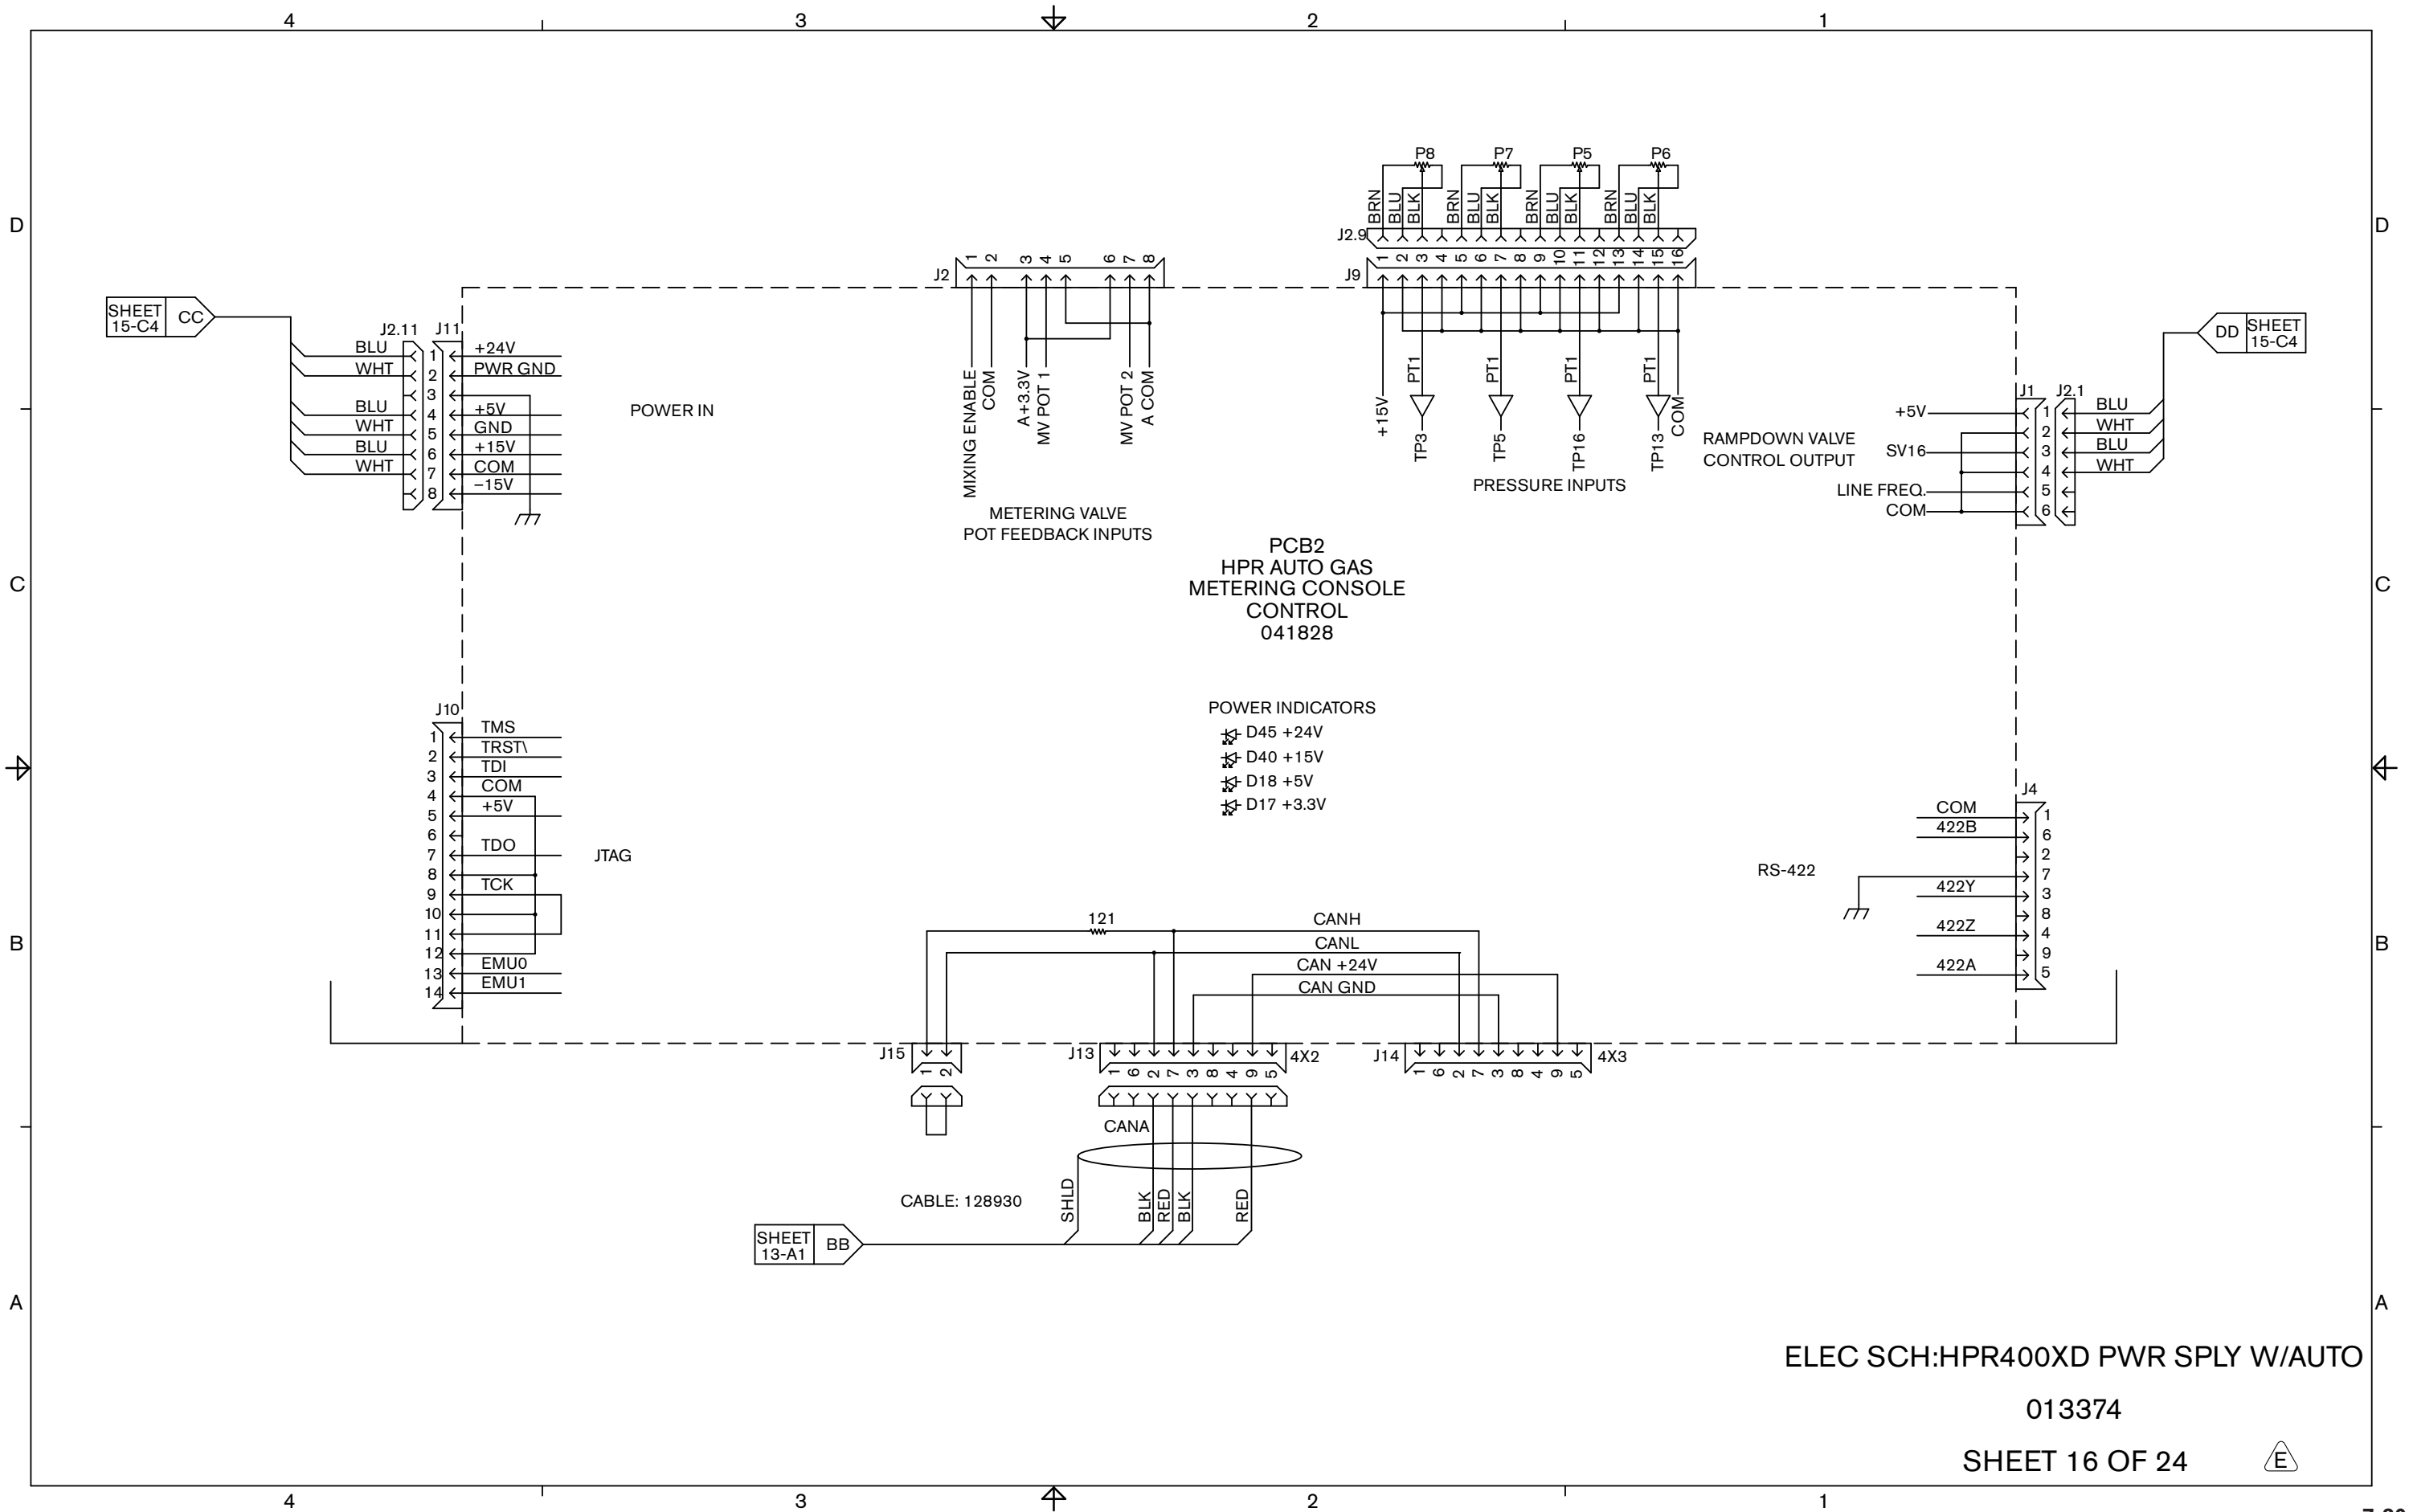 4 3 2 1
D D
C C
B B
A A
4 3 2 1
SHEET
15-C4
CC
J2.11 J11
BLU 1 +24V
WHT 2 PWR GND
3
BLU 4 +5V
WHT 5 GND
BLU 6 +15V
WHT 7 COM
8 –15V
POWER IN
J2
1 2 3 4 5 6 7 8
MIXING ENABLE
COM
A+3.3V
MV POT 1
MV POT 2
A COM
METERING VALVE
POT FEEDBACK INPUTS
P8 P7 P5 P6
BRN BLU BLK BRN BLU BLK BRN BLU BLK BRN BLU BLK
J2.9
1 2 3 4 5 6 7 8 9 10 11 12 13 14 15 16
J9
+15V
PT1 PT1 PT1 PT1
TP3 TP5 TP16 TP13
COM
PRESSURE INPUTS
DD
SHEET
15-C4
J1 J2.1
+5V 1 BLU
2 WHT
SV16 3 BLU
4 WHT
LINE FREQ. 5
COM 6
RAMPDOWN VALVE
CONTROL OUTPUT
PCB2
HPR AUTO GAS
METERING CONSOLE
CONTROL
041828
POWER INDICATORS
D45 +24V
D40 +15V
D18 +5V
D17 +3.3V
J10
1 TMS
2 TRST\
3 TDI
4 COM
5 +5V
6
7 TDO
8
9 TCK
10
11
12
13 EMU0
14 EMU1
JTAG
J4
COM 1
422B 6
2
7
422Y 3
8
422Z 4
9
422A 5
RS-422
121
CANH
CANL
CAN +24V
CAN GND
J15
1 2
J13
1 6 2 7 3 8 4 9 5
4X2
J14
1 6 2 7 3 8 4 9 5
4X3
CANA
CABLE: 128930
SHLD BLK RED BLK RED
SHEET
13-A1
BB
ELEC SCH:HPR400XD PWR SPLY W/AUTO
013374
SHEET 16 OF 24
E